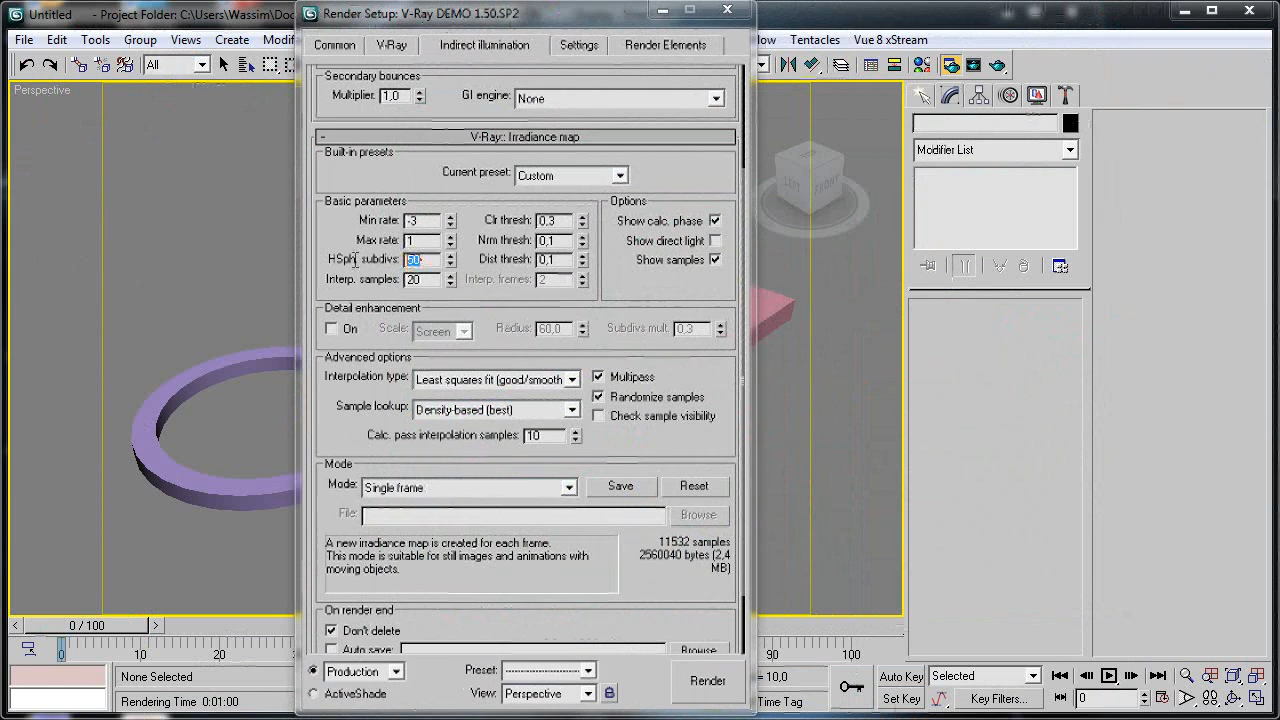 Untitled - Project Folder: C:\Users\Wassim\Doc
Render Setup: V-Ray DEMO 1.50.SP2
File Edit Tools Group Views Create Modif
Tentacles Vue 8 xStream
Common V-Ray Indirect illumination Settings Render Elements
All
Perspective
Secondary bounces
Multiplier: 1,0 GI engine: None
- V-Ray:: Irradiance map
Built-in presets
Current preset: Custom
Basic parameters
Min rate: -3 Clr thresh: 0,3
Max rate: 1 Nrm thresh: 0,1
HSph. subdivs: 50 Dist thresh: 0,1
Interp. samples: 20 Interp. frames: 2
Options
Show calc. phase
Show direct light
Show samples
Detail enhancement
On Scale: Screen Radius: 60,0 Subdivs mult. 0,3
Advanced options
Interpolation type: Least squares fit (good/smooth
Multipass
Randomize samples
Sample lookup: Density-based (best)
Check sample visibility
Calc. pass interpolation samples: 10
Mode
Mode: Single frame Save Reset
File: Browse
A new irradiance map is created for each frame.
This mode is suitable for still images and animations with
moving objects.
11532 samples
2560040 bytes (2,4
MB)
On render end
Don't delete
Auto save: Browse
Production Preset: --------------------
ActiveShade View: Perspective
Render
LEFT FRONT
Modifier List
0 / 100
0 10 20 100
None Selected
Rendering Time 0:01:00
= 10,0
Time Tag
Auto Key Selected
Set Key Key Filters... 0